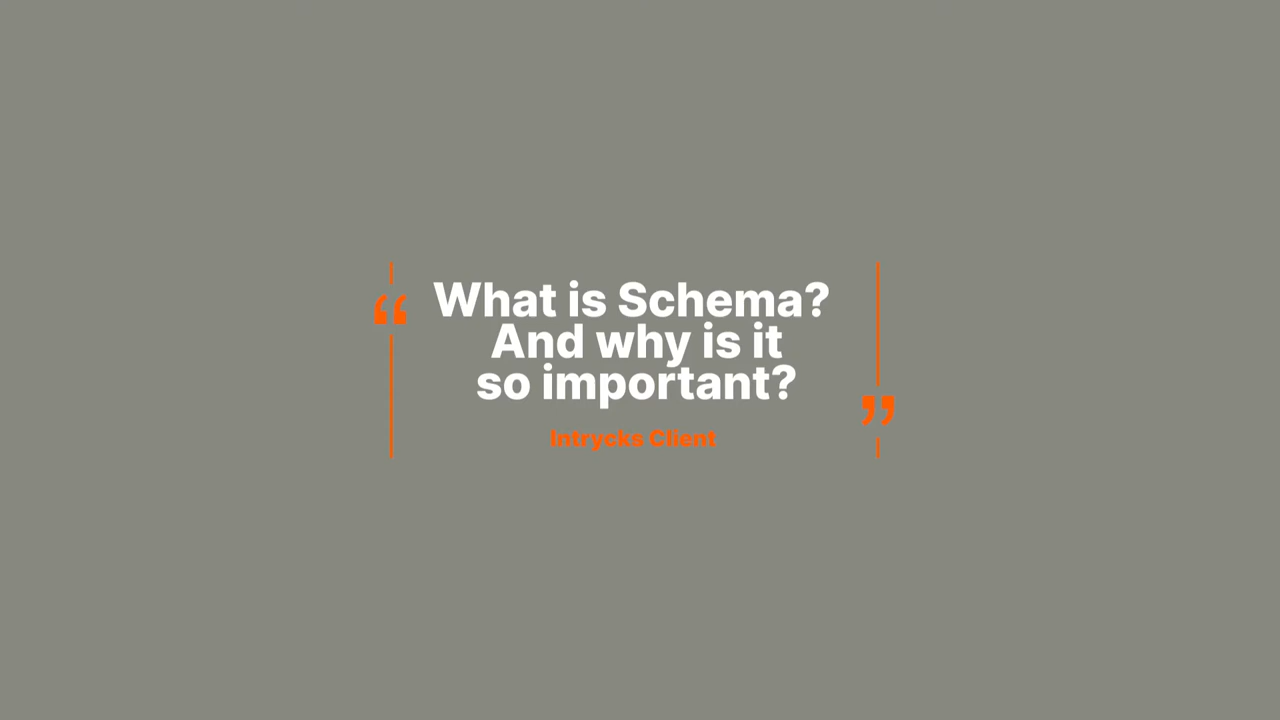 “
What is Schema?
And why is it
so important?
”
Intrycks Client